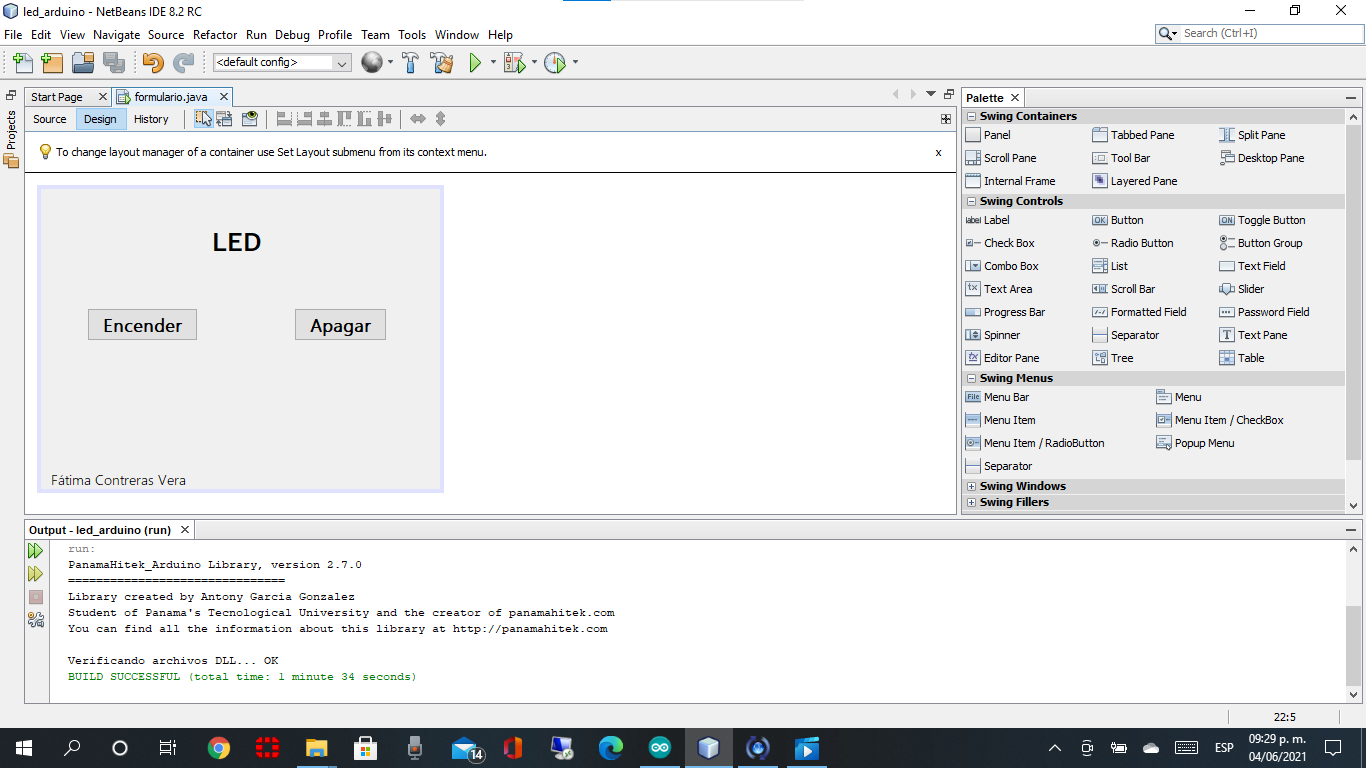 led_arduino - NetBeans IDE 8.2 RC
File Edit View Navigate Source Refactor Run Debug Profile Team Tools Window Help
Search (Ctrl+I)
<default config>
Projects
Start Page
formulario.java
Source Design History
To change layout manager of a container use Set Layout submenu from its context menu.
x
LED
Encender
Apagar
Fátima Contreras Vera
Palette
Swing Containers
Panel Tabbed Pane Split Pane
Scroll Pane Tool Bar Desktop Pane
Internal Frame Layered Pane
Swing Controls
label Label OK Button ON Toggle Button
Check Box Radio Button Button Group
Combo Box List Text Field
Text Area Scroll Bar Slider
Progress Bar Formatted Field Password Field
Spinner Separator Text Pane
Editor Pane Tree Table
Swing Menus
File Menu Bar Menu
Menu Item Menu Item / CheckBox
Menu Item / RadioButton Popup Menu
Separator
Swing Windows
Swing Fillers
Output - led_arduino (run)
run:
PanamaHitek_Arduino Library, version 2.7.0
===============================
Library created by Antony Garcia Gonzalez
Student of Panama's Tecnological University and the creator of panamahitek.com
You can find all the information about this library at http://panamahitek.com
Verificando archivos DLL... OK
BUILD SUCCESSFUL (total time: 1 minute 34 seconds)
22:5
14
ESP
09:29 p. m.
04/06/2021